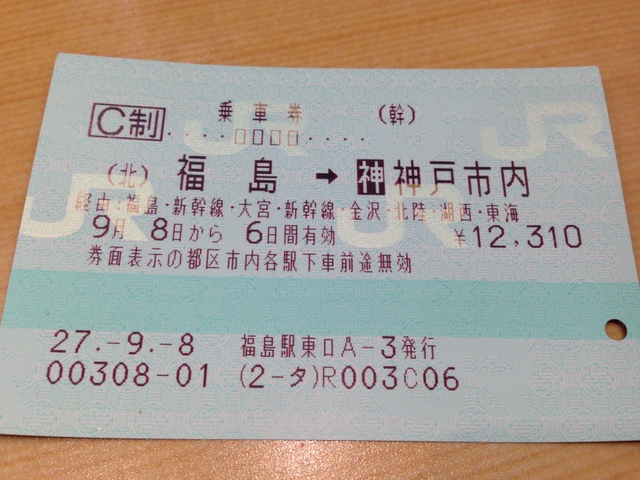 C制 乗車券 (幹)
....□□□□....
(北) 福島 → 神 神戸市内
経由・福島・新幹線・大宮・新幹線・金沢・北陸・湖西・東海
9月 8日から 6日間有効 ¥12,310
券面表示の都区市内各駅下車前途無効
27.-9.-8 福島駅東口A-3発行
00308-01 (2-タ)R003C06